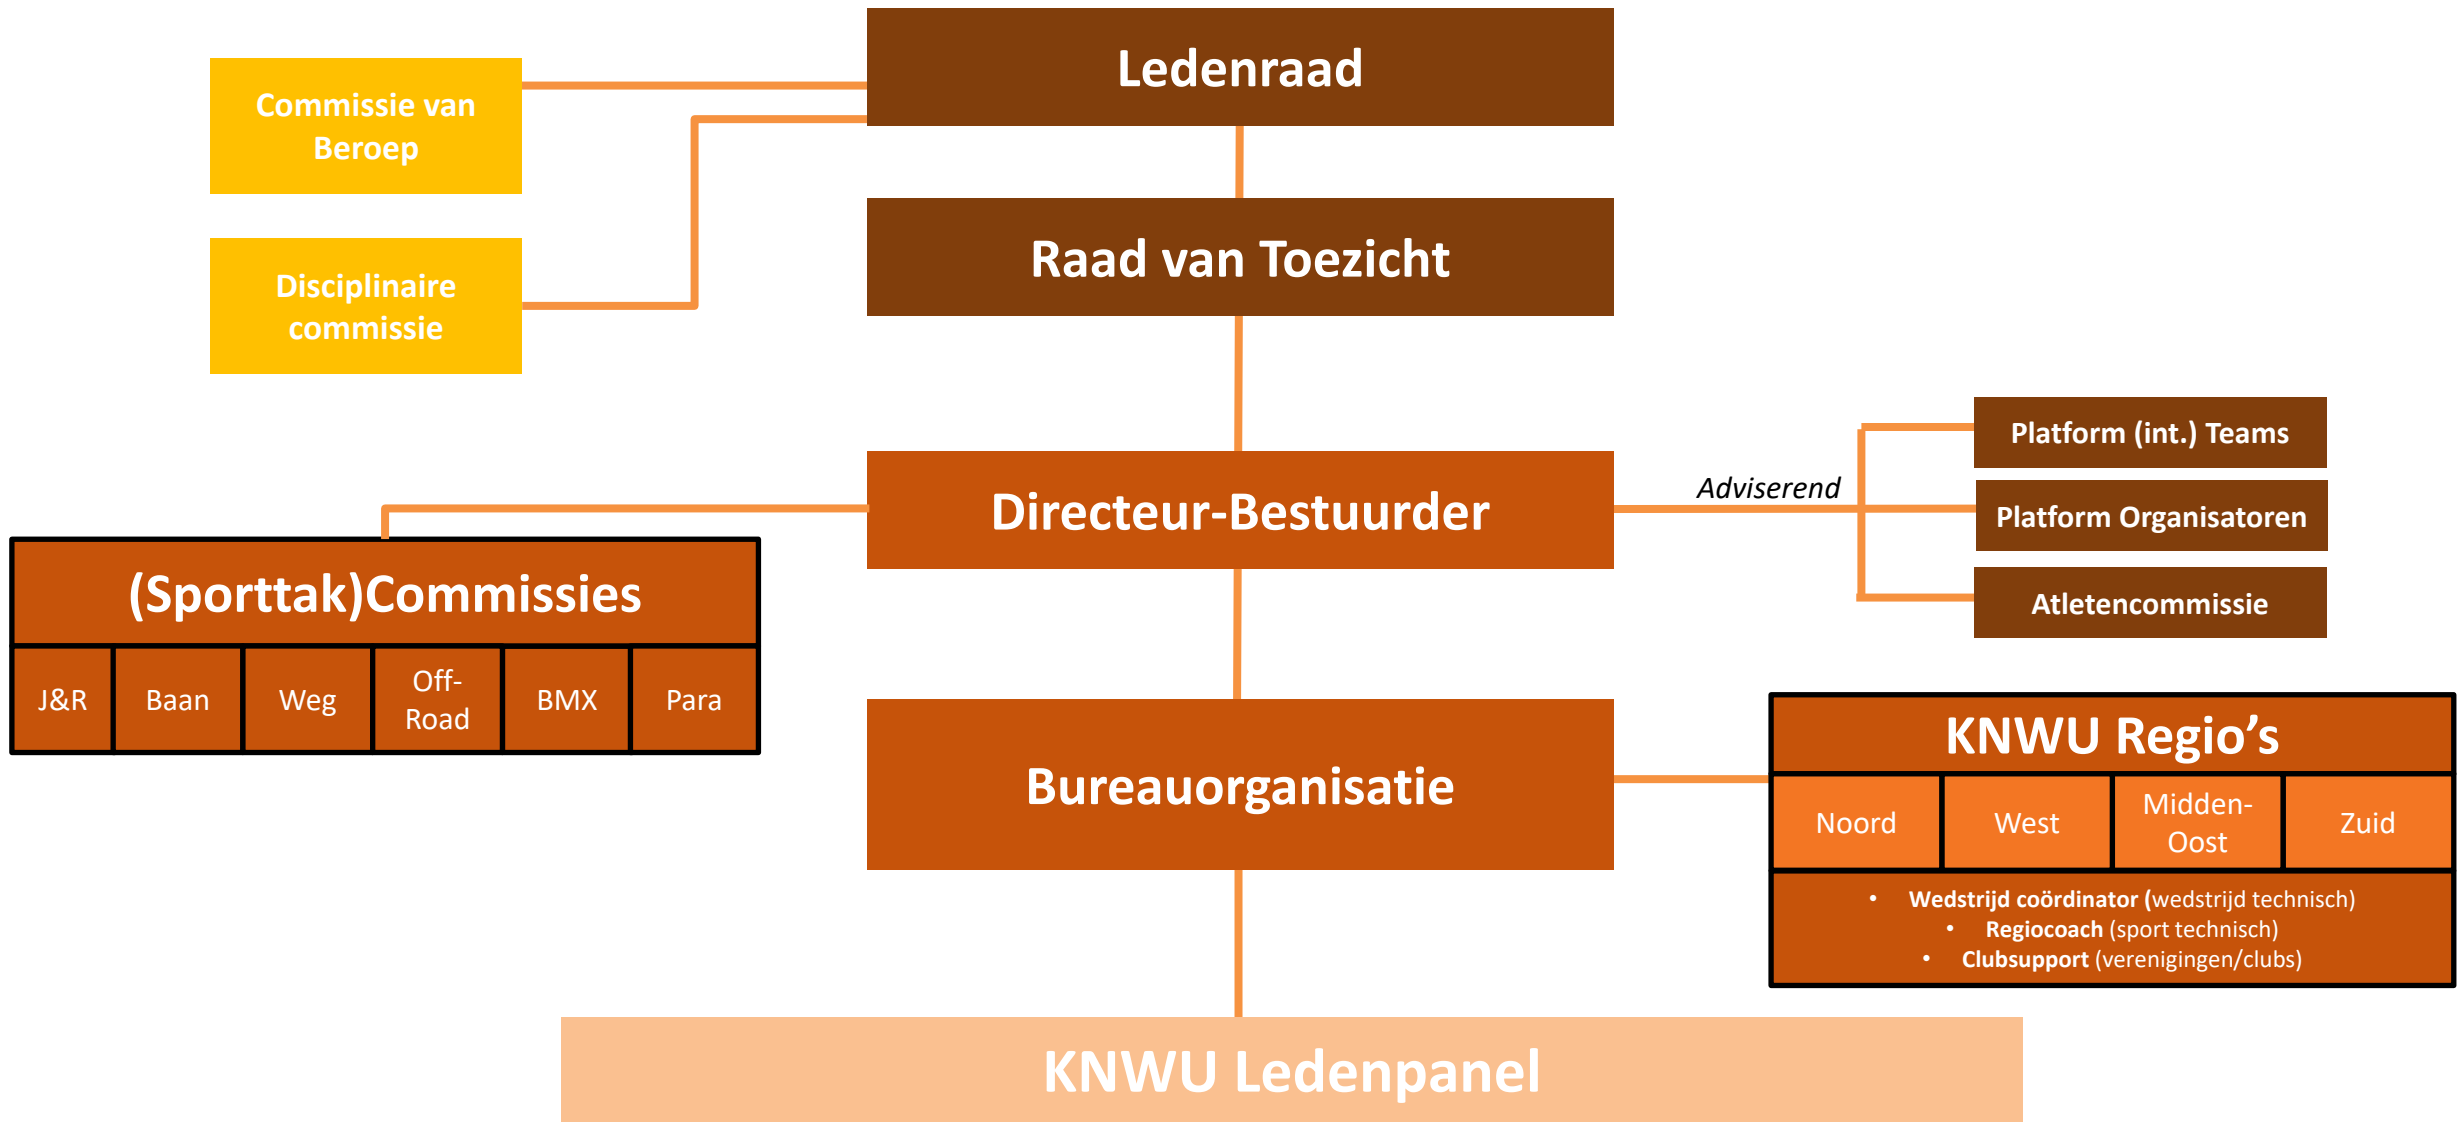 Ledenraad
Commissie van
Beroep
Raad van Toezicht
Disciplinaire
commissie
Platform (int.) Teams
Directeur-Bestuurder
Adviserend
Platform Organisatoren
Atletencommissie
(Sporttak)Commissies
J&R
Baan
Weg
Off-
Road
BMX
Para
Bureauorganisatie
KNWU Regio’s
Noord
West
Midden-
Oost
Zuid
• Wedstrijd coördinator (wedstrijd technisch)
• Regiocoach (sport technisch)
• Clubsupport (verenigingen/clubs)
KNWU Ledenpanel